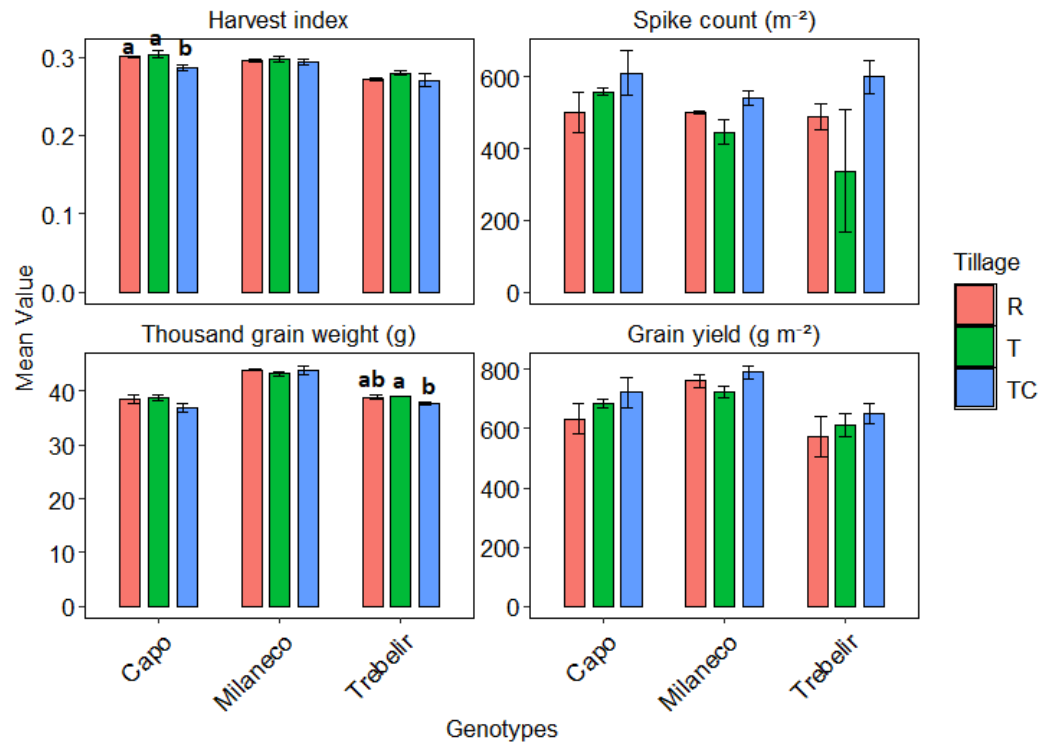 Harvest index
Spike count (m⁻²)
a a b
0.3
0.2
0.1
0.0
600
400
200
0
Mean Value
Thousand grain weight (g)
Grain yield (g m⁻²)
ab a b
40
30
20
10
0
800
600
400
200
0
Capo
Milaneco
Trebelir
Capo
Milaneco
Trebelir
Genotypes
Tillage
R
T
TC